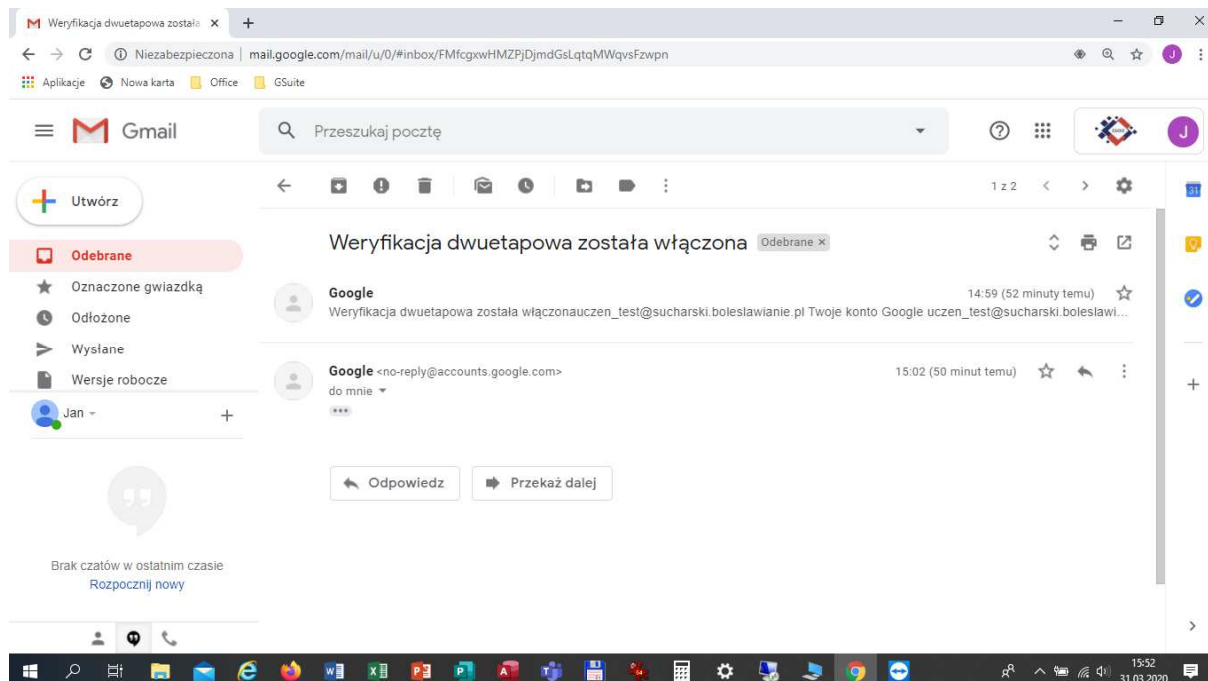 Weryfikacja dwuetapowa została
Niezabezpieczona | mail.google.com/mail/u/0/#inbox/FMfcgxwHMZPjDjmdGsLqtqMWqvsFzwpn
J
Aplikacje Nowa karta Office GSuite
Gmail
Przeszukaj pocztę
J
Utwórz
1 z 2
31
Weryfikacja dwuetapowa została włączona Odebrane ×
Odebrane
Oznaczone gwiazdką
Odłożone
Wysłane
Wersje robocze
Google 14:59 (52 minuty temu)
Weryfikacja dwuetapowa została włączonauczen_test@sucharski.boleslawianie.pl Twoje konto Google uczen_test@sucharski.boleslawi...
Google <no-reply@accounts.google.com> 15:02 (50 minut temu)
do mnie
Jan
Odpowiedz Przekaż dalej
Brak czatów w ostatnim czasie
Rozpocznij nowy
15:52
31.03.2020